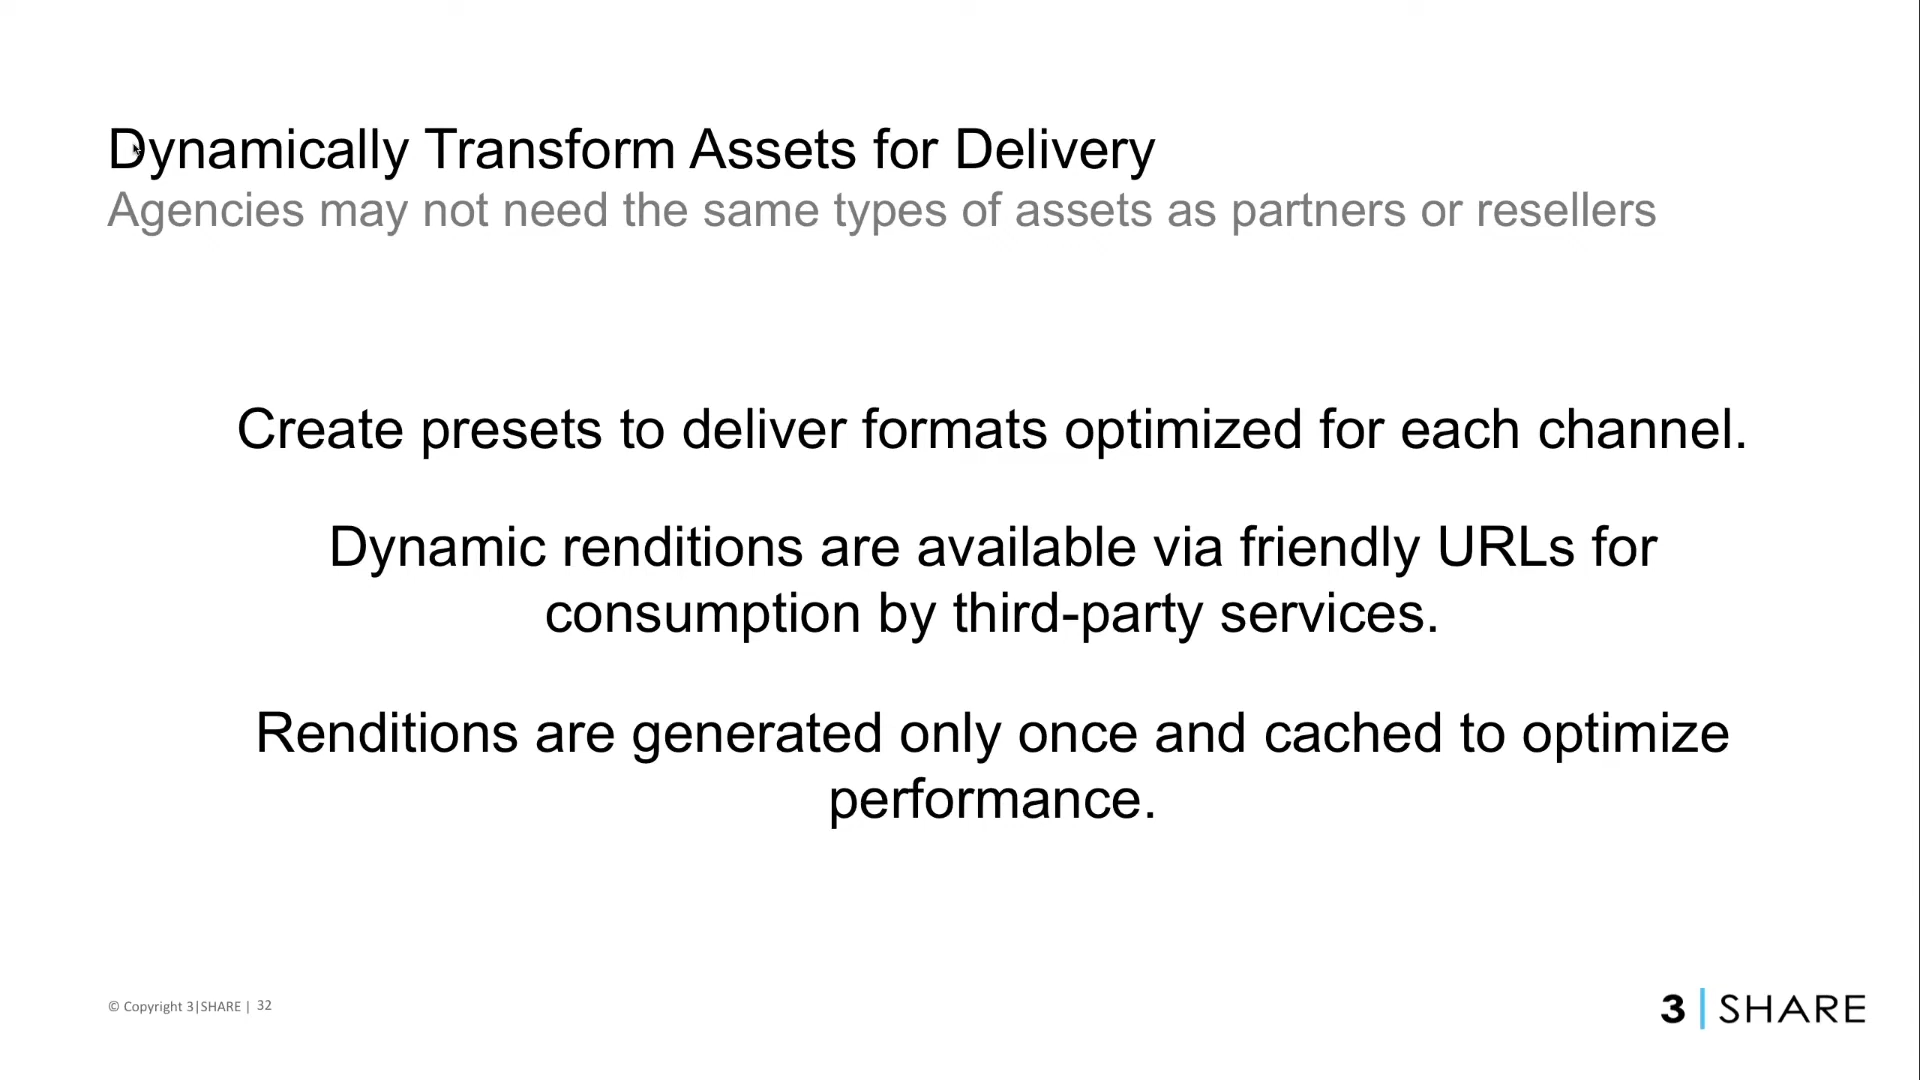 Dynamically Transform Assets for Delivery
Agencies may not need the same types of assets as partners or resellers
Create presets to deliver formats optimized for each channel.
Dynamic renditions are available via friendly URLs for
consumption by third-party services.
Renditions are generated only once and cached to optimize
performance.
© Copyright 3|SHARE | 32
3 | SHARE